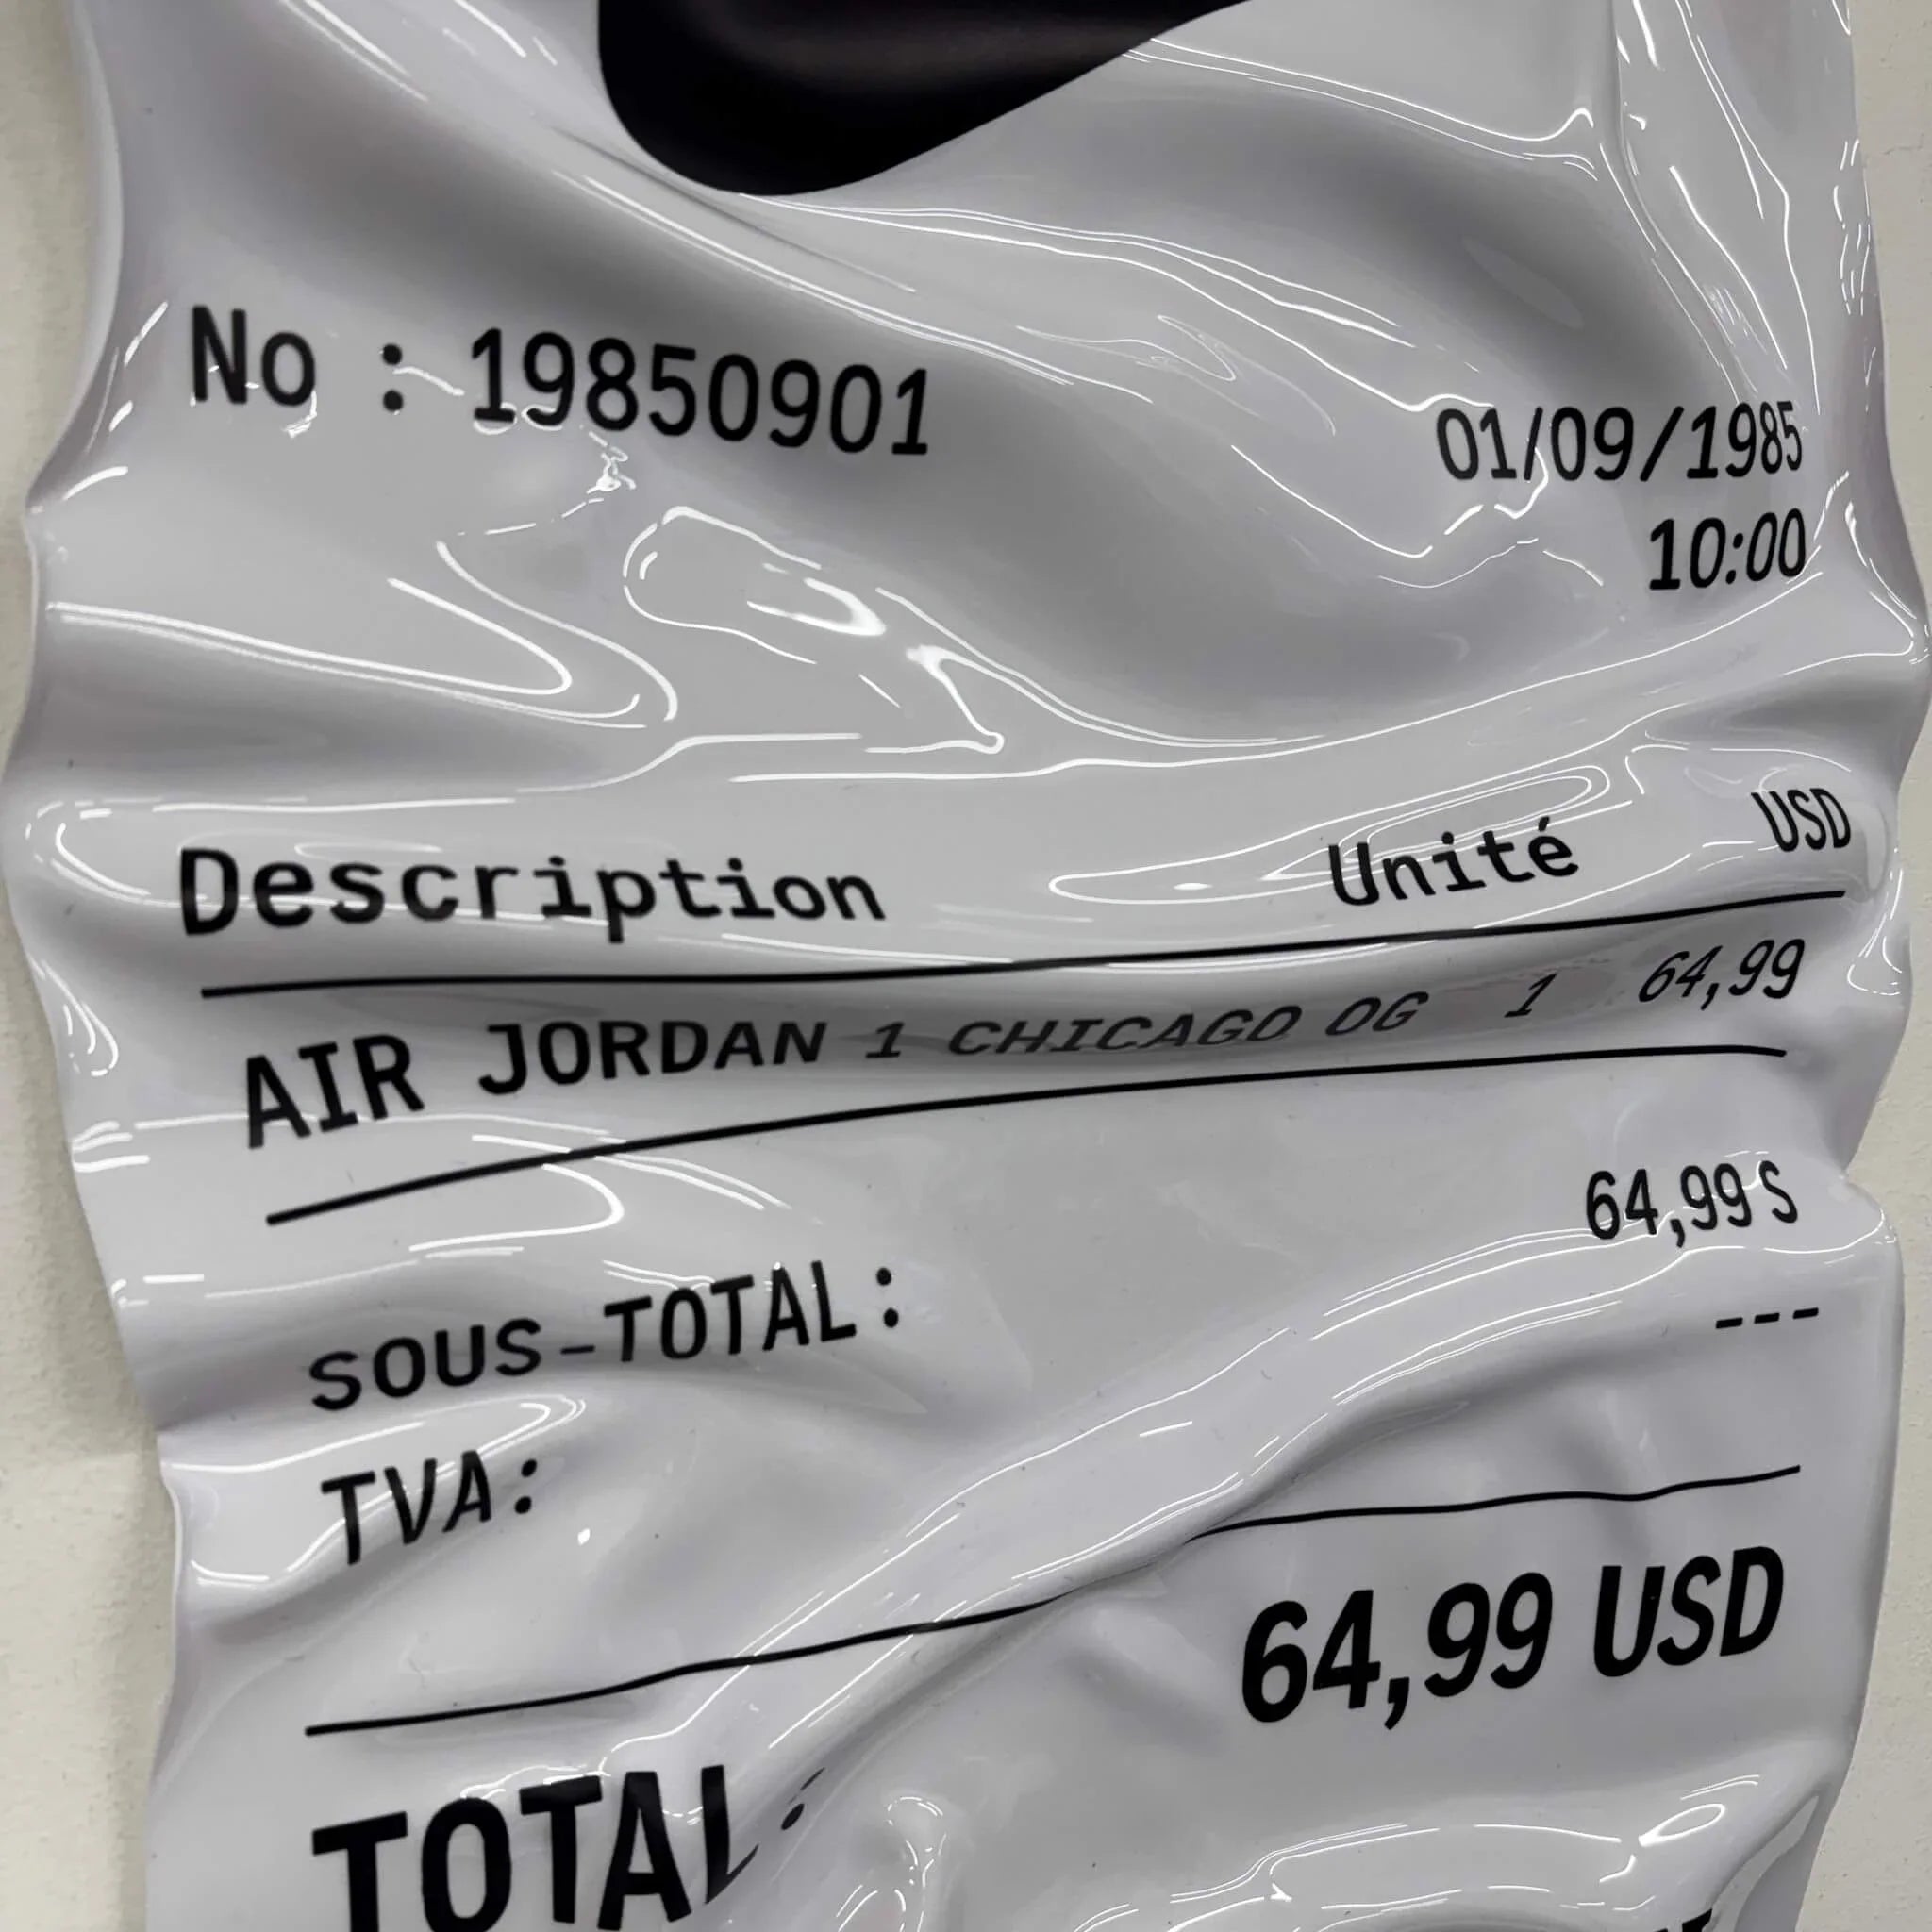 No : 19850901
01/09/1985
10:00
Description Unité USD
AIR JORDAN 1 CHICAGO OG 1 64,99
SOUS-TOTAL: 64,99 S
TVA: ---
TOTAL: 64,99 USD